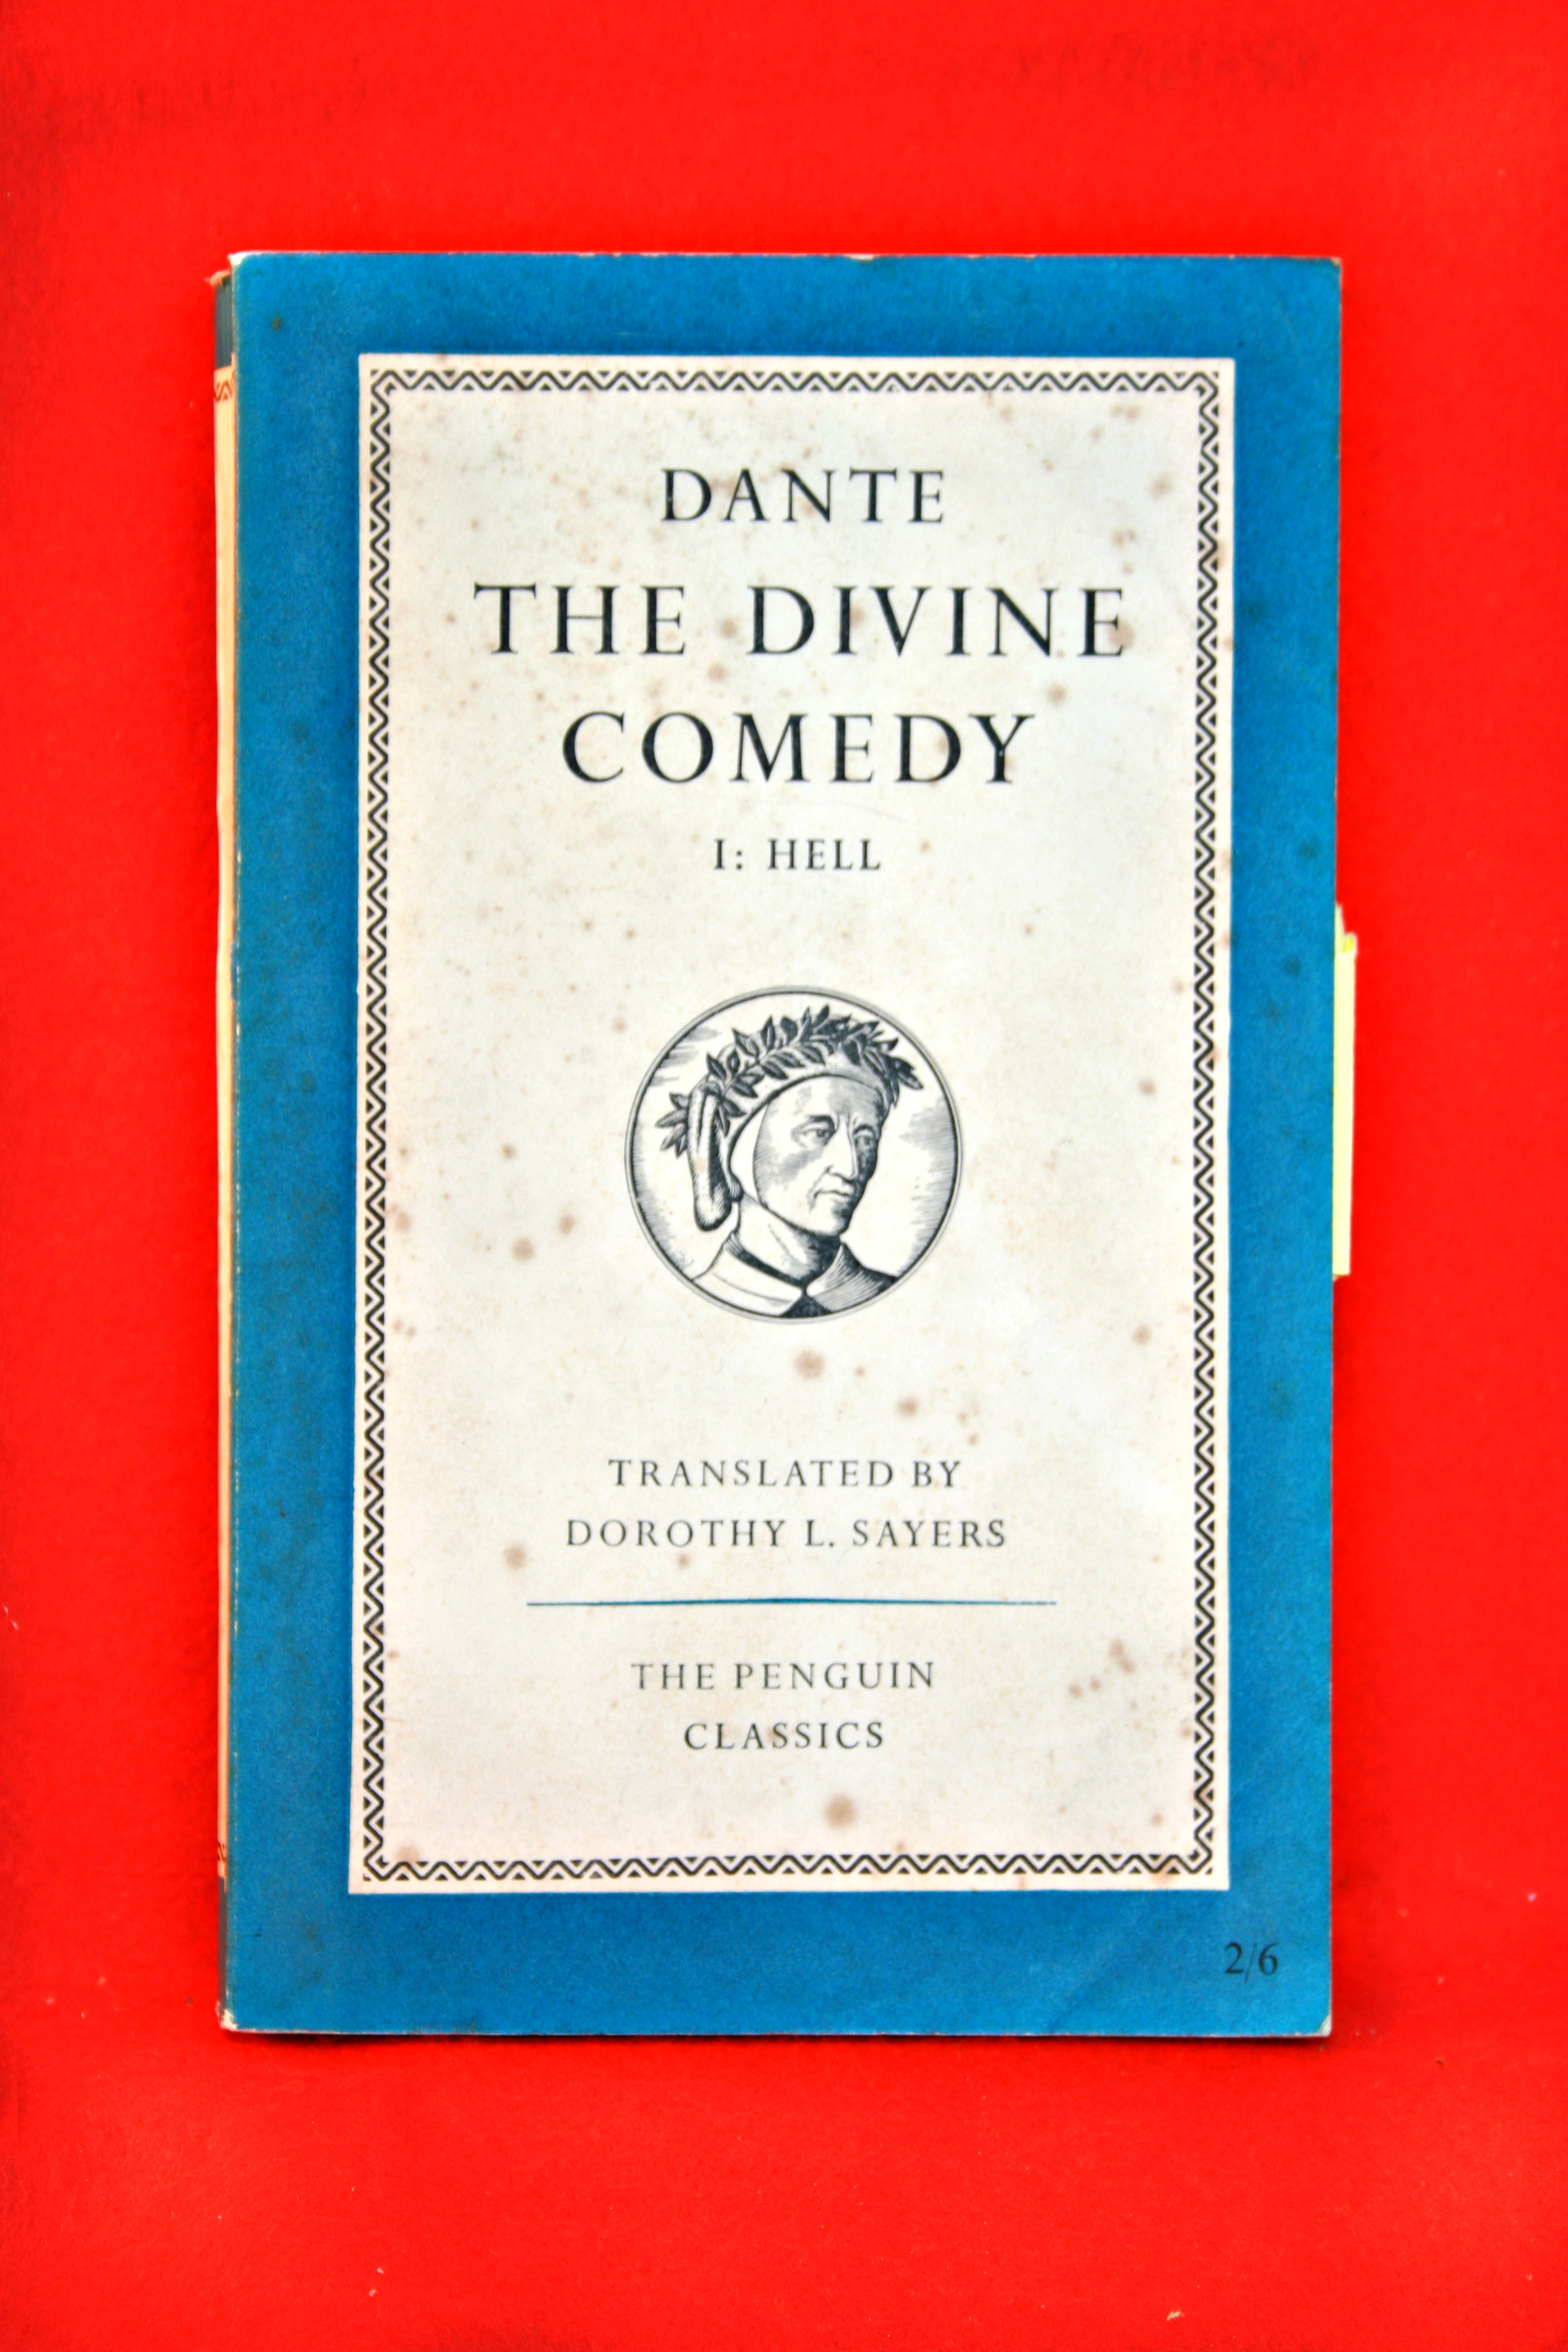 DANTE
THE DIVINE
COMEDY
I: HELL
TRANSLATED BY
DOROTHY L. SAYERS
THE PENGUIN
CLASSICS
2/6